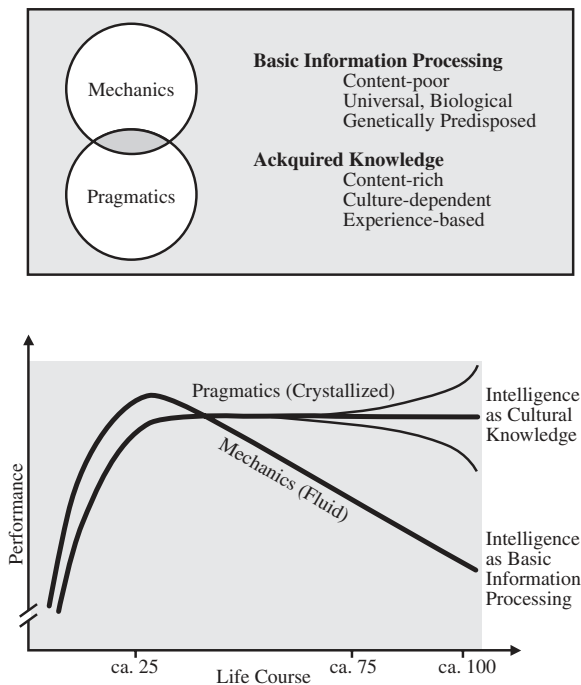 Mechanics
Pragmatics
Basic Information Processing
Content-poor
Universal, Biological
Genetically Predisposed
Ackquired Knowledge
Content-rich
Culture-dependent
Experience-based
Performance
Pragmatics (Crystallized)
Mechanics (Fluid)
Intelligence
as Cultural
Knowledge
Intelligence
as Basic
Information
Processing
ca. 25
ca. 75
ca. 100
Life Course